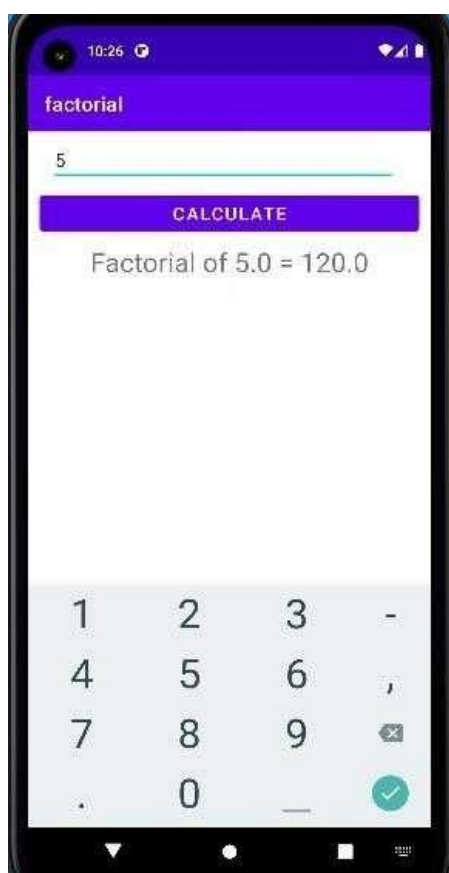 10:26
factorial
5
CALCULATE
Factorial of 5.0 = 120.0
1 2 3 -
4 5 6 ,
7 8 9
. 0 _